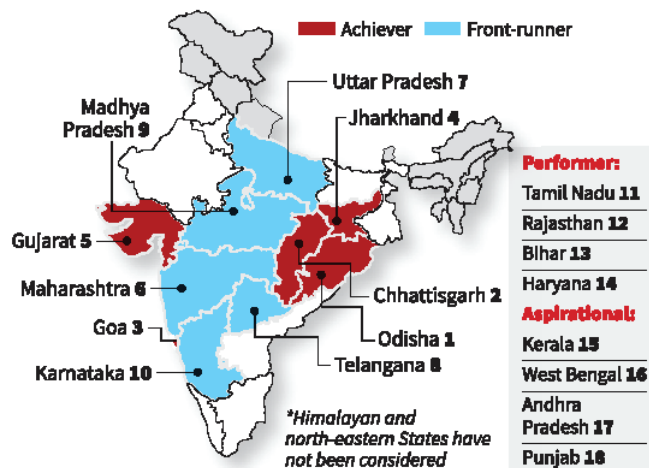 Achiever
Front-runner
Uttar Pradesh 7
Madhya
Pradesh 9
Jharkhand 4
Gujarat 5
Maharashtra 6
Goa 3
Karnataka 10
Chhattisgarh 2
Odisha 1
Telangana 8
*Himalayan and
north-eastern States have
not been considered
Performer:
Tamil Nadu 11
Rajasthan 12
Bihar 13
Haryana 14
Aspirational:
Kerala 15
West Bengal 16
Andhra
Pradesh 17
Punjab 18